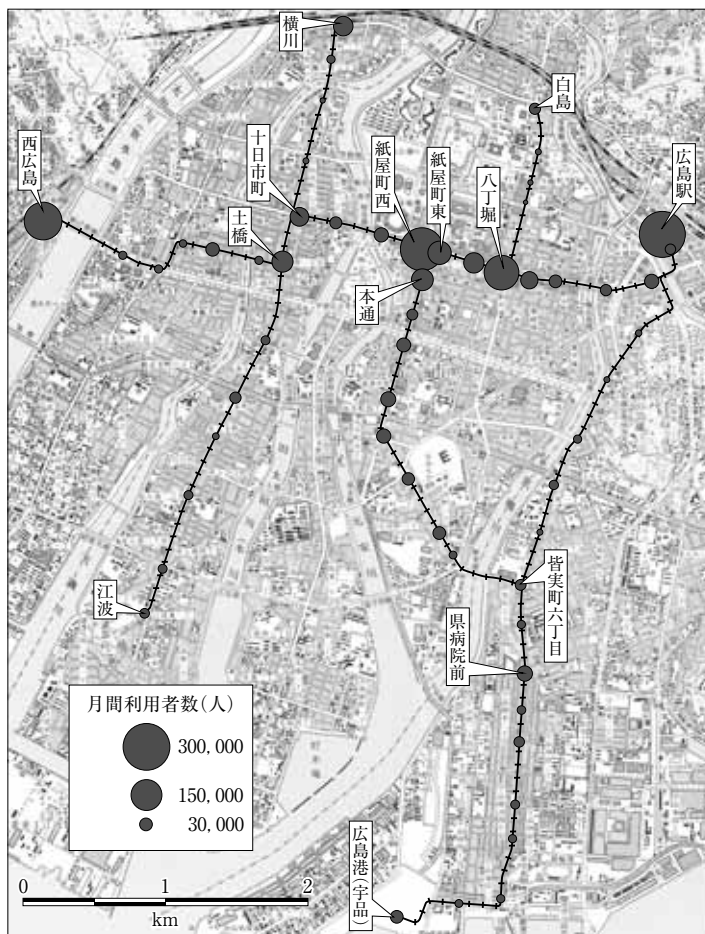 横川
白島
西広島
十日市町
紙屋町西
紙屋町東
八丁堀
広島駅
土橋
本通
皆実町六丁目
江波
県病院前
月間利用者数(人)
300,000
150,000
30,000
広島港(宇品)
0 1 2
km